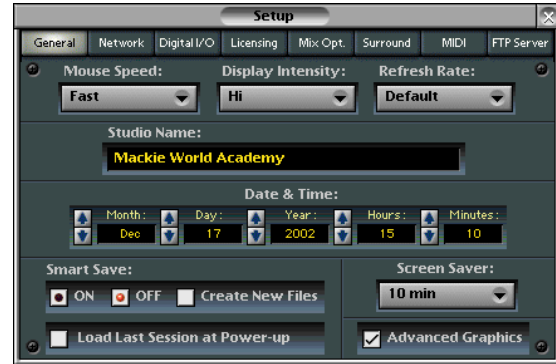 Setup
General Network Digital I/O Licensing Mix Opt. Surround MIDI FTP Server
Mouse Speed: Display Intensity: Refresh Rate:
Fast Hi Default
Studio Name:
Mackie World Academy
Date & Time:
Month: Day: Year: Hours: Minutes:
Dec 17 2002 15 10
Smart Save: Screen Saver:
ON OFF Create New Files 10 min
Load Last Session at Power-up Advanced Graphics